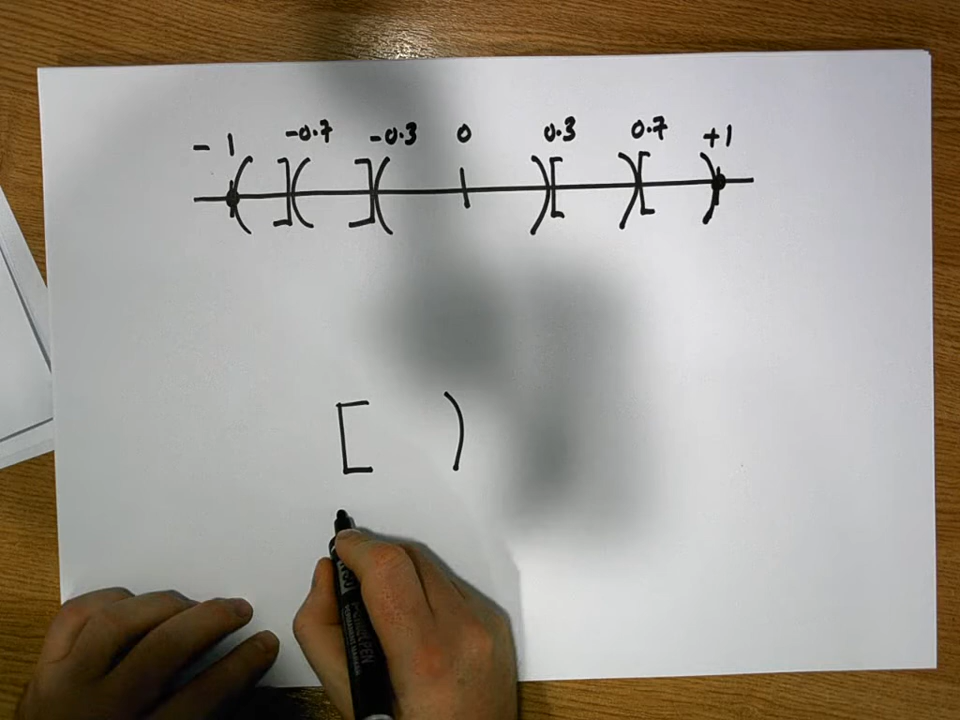 -1 -0.7 -0.3 0 0.3 0.7 +1
( ]( ]( )[ )[ )
[ )